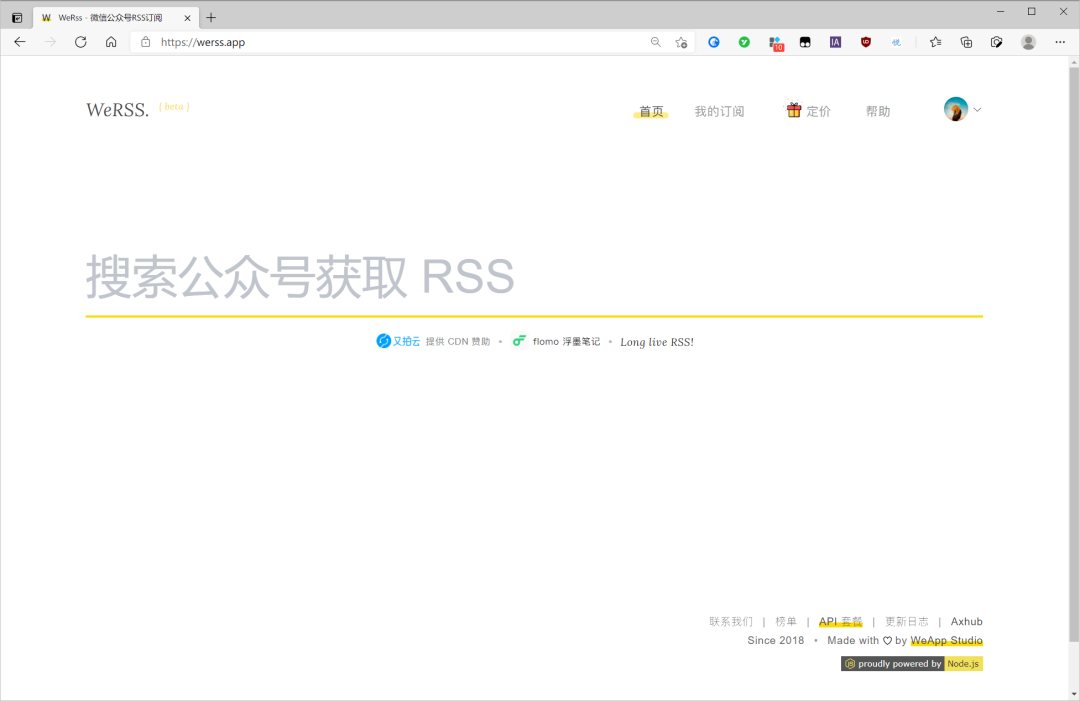 WeRss - 微信公众号RSS订阅
https://werss.app
10
IA
WeRSS. ( beta )
首页 我的订阅 定价 帮助
搜索公众号获取 RSS
又拍云 提供 CDN 赞助 • flomo 浮墨笔记 • Long live RSS!
联系我们 | 榜单 | API 套餐 | 更新日志 | Axhub
Since 2018 • Made with ♡ by WeApp Studio
proudly powered by Node.js